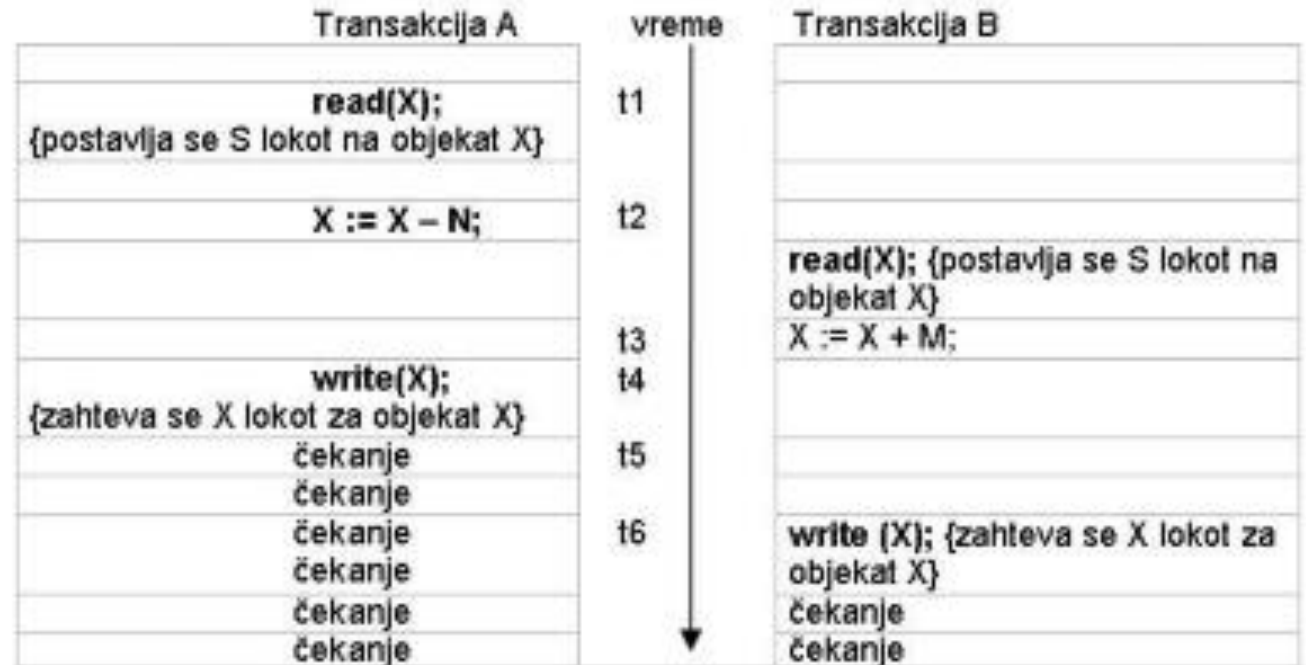 Transakcija A vreme Transakcija B
read(X); t1
{postavlja se S lokot na objekat X}
X := X – N; t2
read(X); {postavlja se S lokot na
objekat X}
t3 X := X + M;
write(X); t4
{zahteva se X lokot za objekat X}
čekanje t5
čekanje
čekanje t6 write (X); {zahteva se X lokot za
čekanje objekat X}
čekanje čekanje
čekanje čekanje